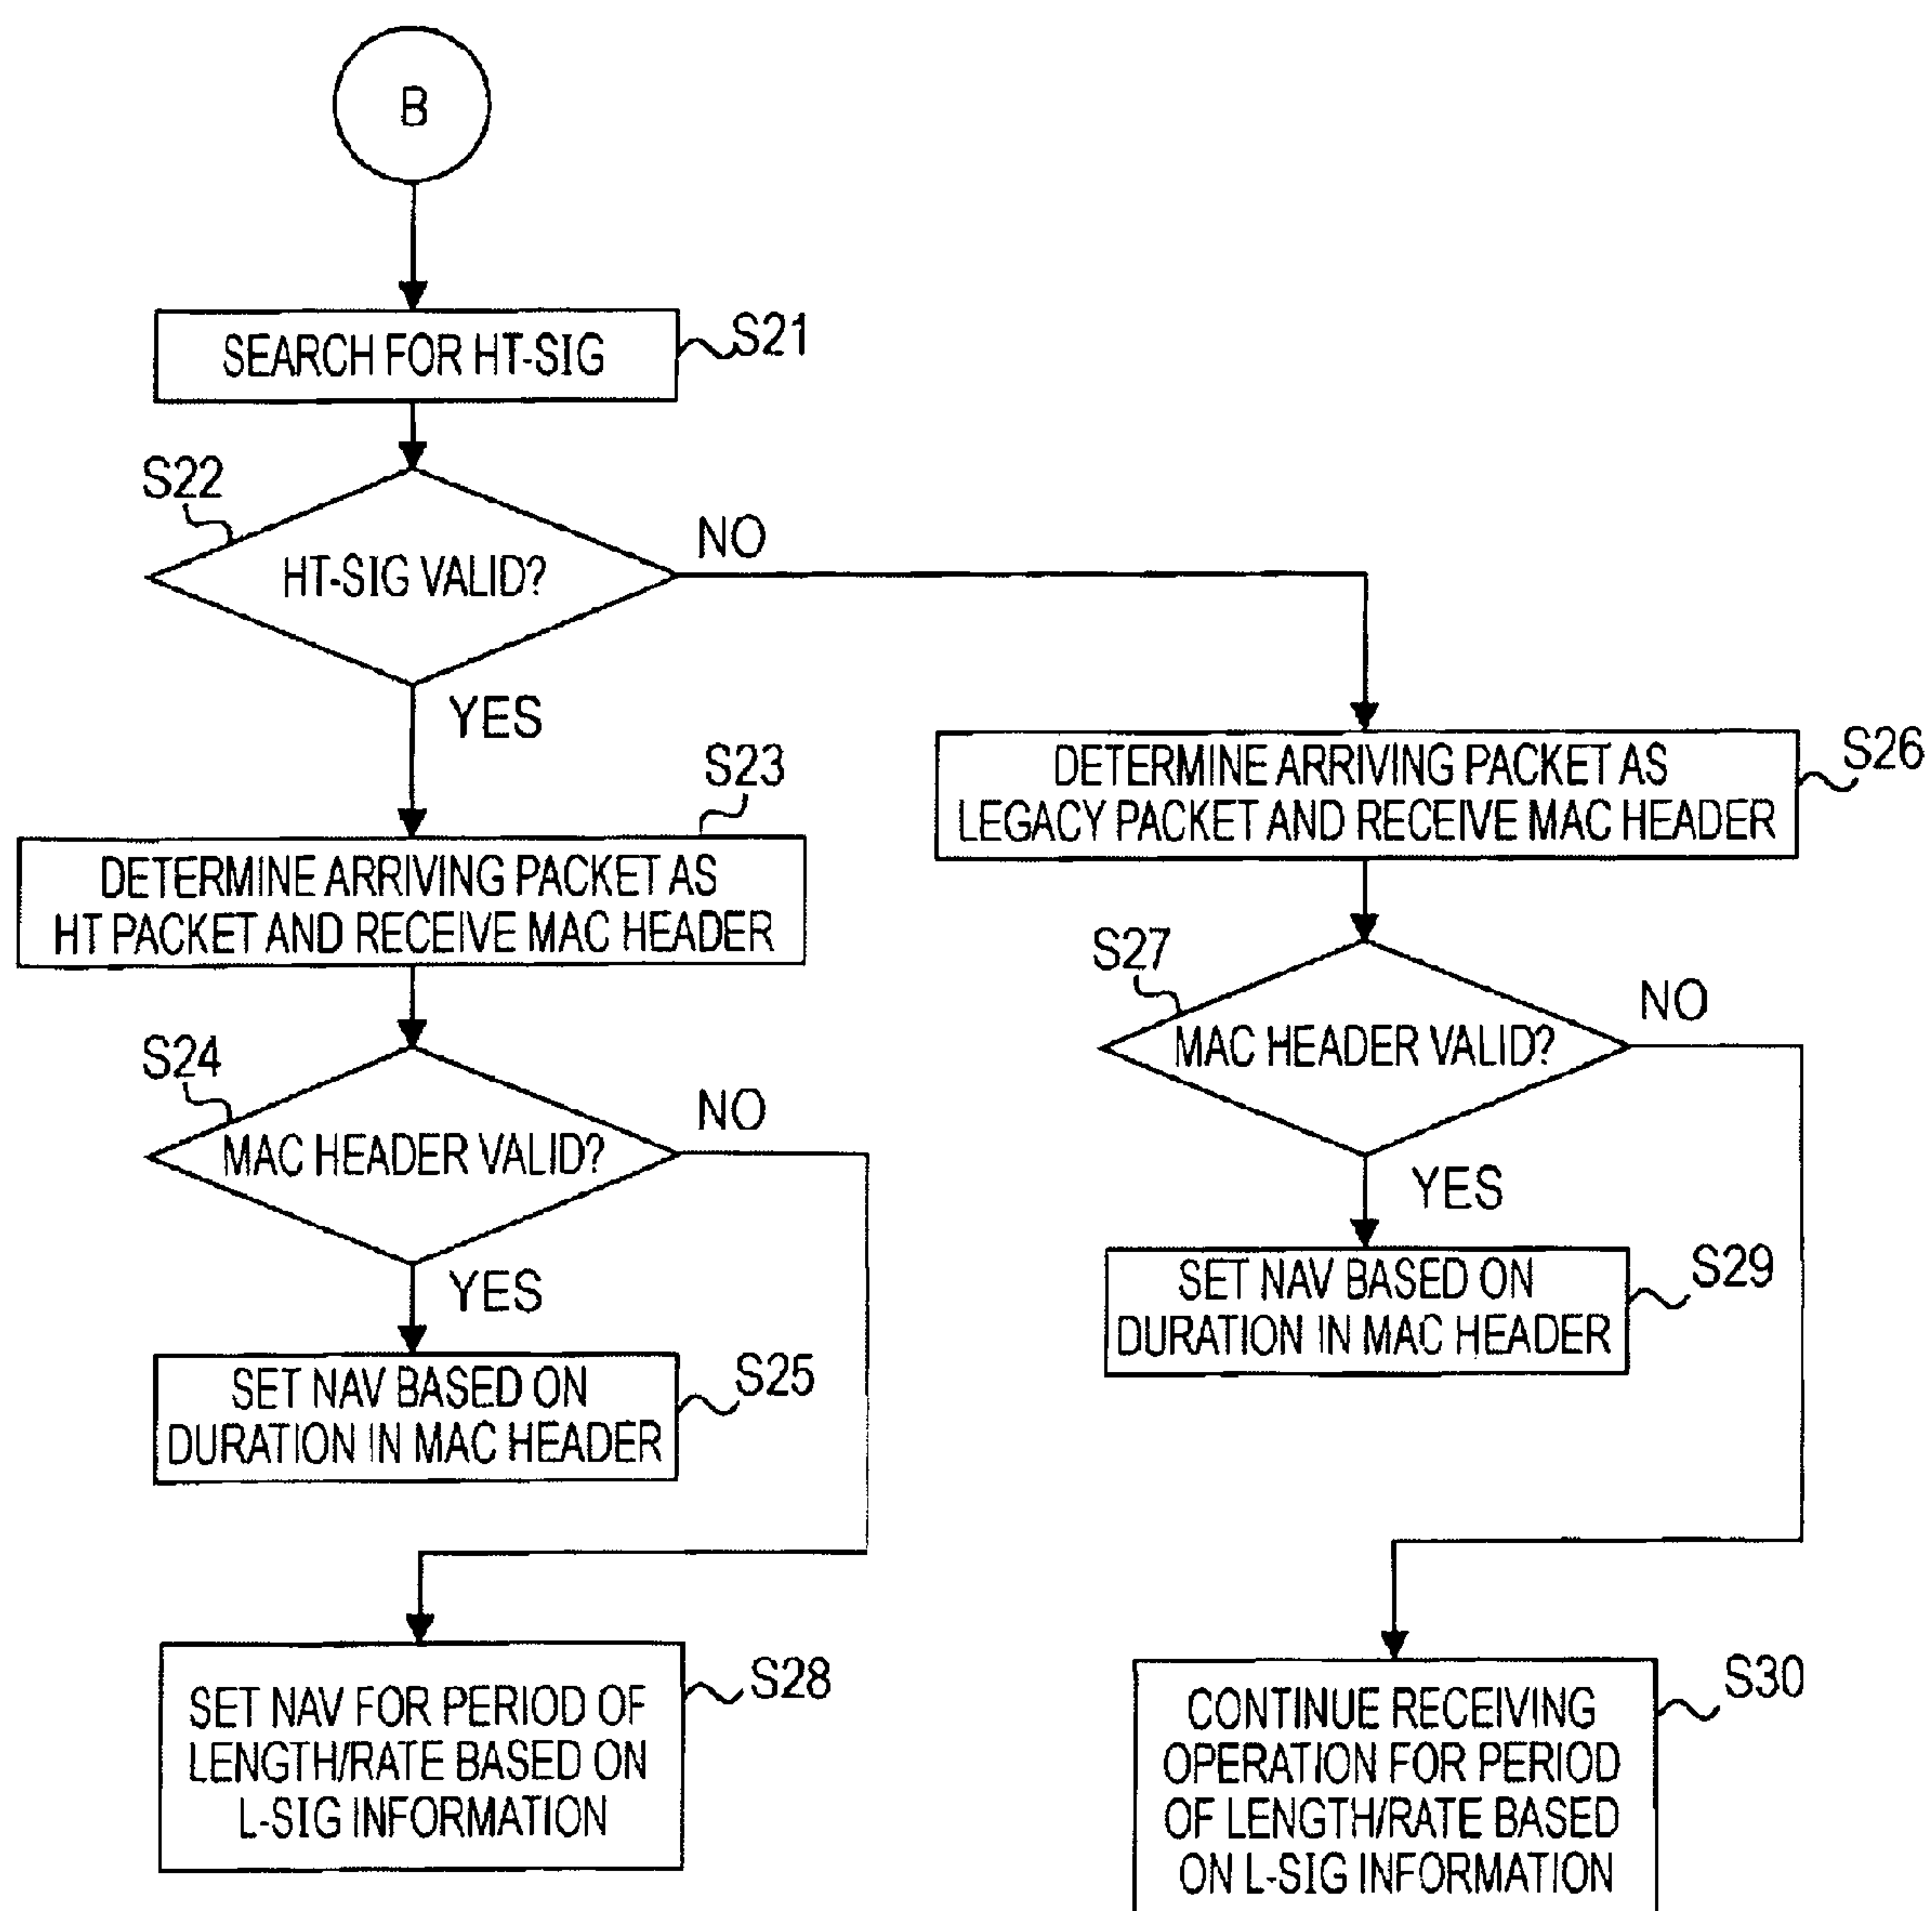 B
SEARCH FOR HT-SIG
S21
S22
HT-SIG VALID?
NO
YES
S23
DETERMINE ARRIVING PACKET AS
HT PACKET AND RECEIVE MAC HEADER
S24
MAC HEADER VALID?
NO
YES
SET NAV BASED ON
DURATION IN MAC HEADER
S25
SET NAV FOR PERIOD OF
LENGTH/RATE BASED ON
L-SIG INFORMATION
S28
DETERMINE ARRIVING PACKET AS
LEGACY PACKET AND RECEIVE MAC HEADER
S26
S27
MAC HEADER VALID?
NO
YES
SET NAV BASED ON
DURATION IN MAC HEADER
S29
CONTINUE RECEIVING
OPERATION FOR PERIOD
OF LENGTH/RATE BASED
ON L-SIG INFORMATION
S30